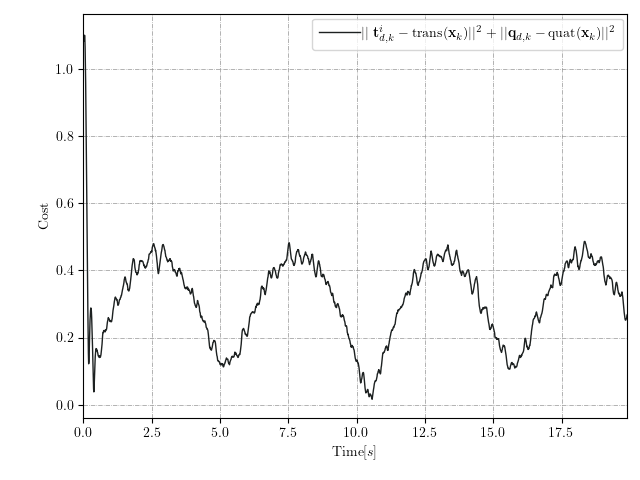 || t^i_{d,k} − trans(x_k)||^2 + ||q_{d,k} − quat(x_k)||^2
1.0
0.8
0.6
0.4
0.2
0.0
Cost
0.0 2.5 5.0 7.5 10.0 12.5 15.0 17.5
Time[s]